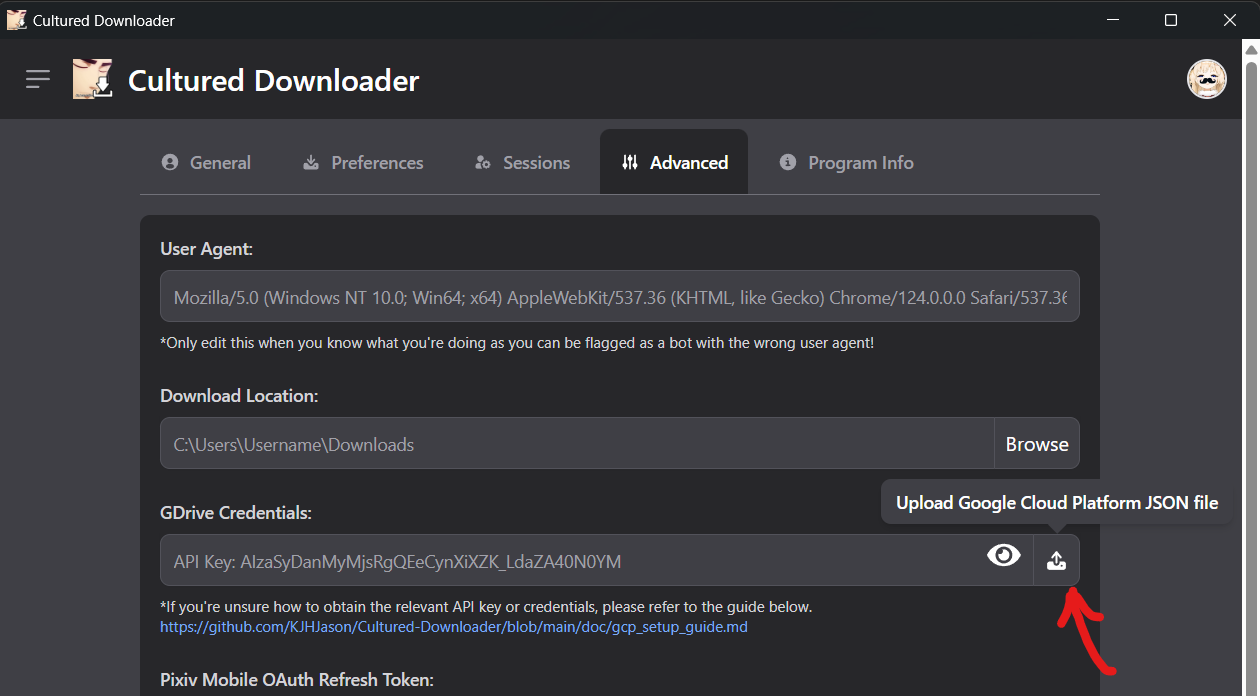 Cultured Downloader
Cultured Downloader
General
Preferences
Sessions
Advanced
Program Info
User Agent:
Mozilla/5.0 (Windows NT 10.0; Win64; x64) AppleWebKit/537.36 (KHTML, like Gecko) Chrome/124.0.0.0 Safari/537.36
*Only edit this when you know what you're doing as you can be flagged as a bot with the wrong user agent!
Download Location:
C:\Users\Username\Downloads
Browse
Upload Google Cloud Platform JSON file
GDrive Credentials:
API Key: AIzaSyDanMyMjsRgQEeCynXiXZK_LdaZA40N0YM
*If you're unsure how to obtain the relevant API key or credentials, please refer to the guide below.
https://github.com/KJHJason/Cultured-Downloader/blob/main/doc/gcp_setup_guide.md
Pixiv Mobile OAuth Refresh Token: